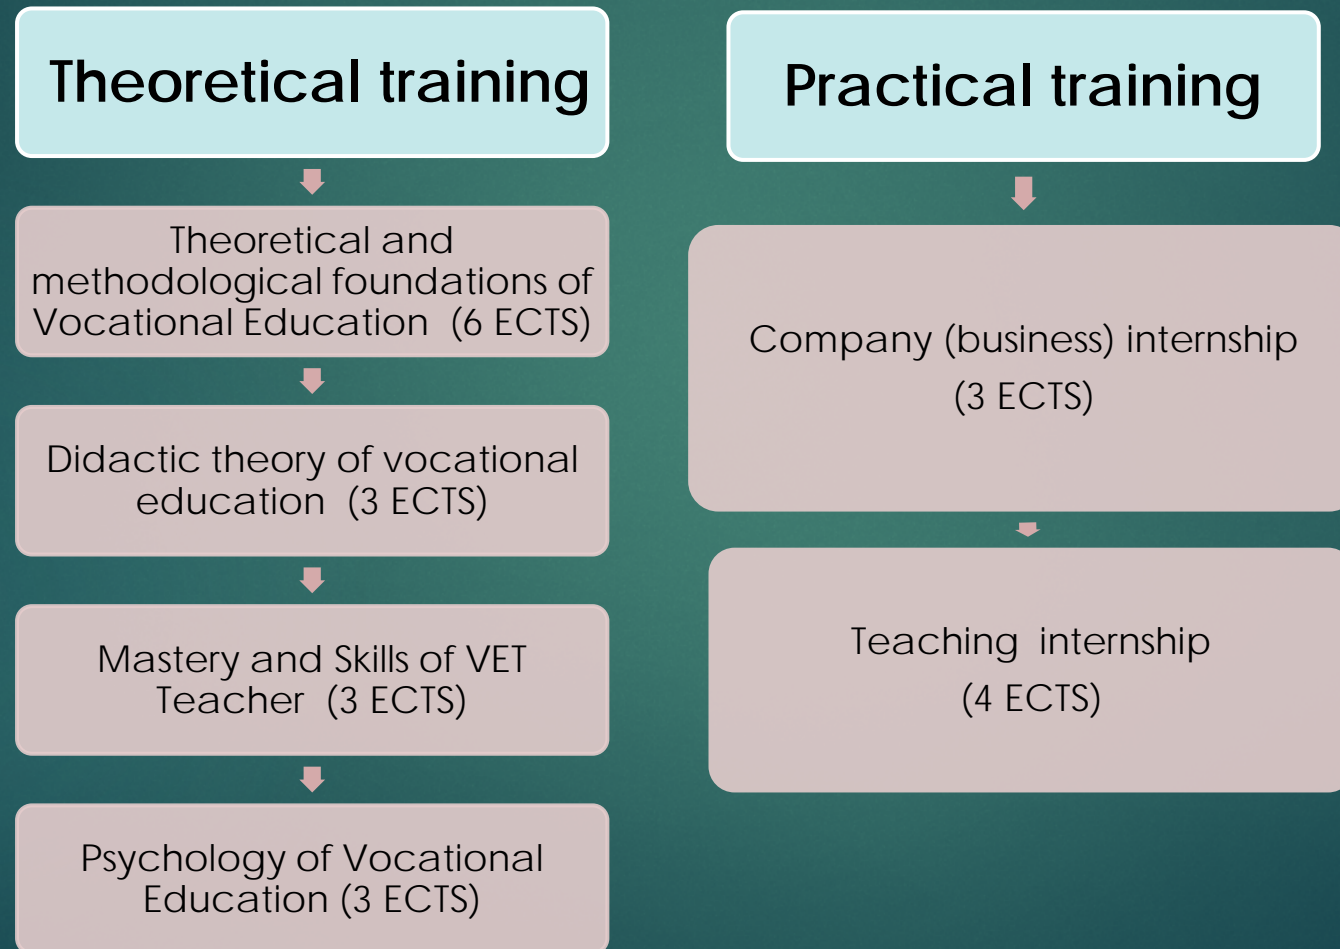 Theoretical training
Theoretical and
methodological foundations of
Vocational Education (6 ECTS)
Didactic theory of vocational
education (3 ECTS)
Mastery and Skills of VET
Teacher (3 ECTS)
Psychology of Vocational
Education (3 ECTS)
Practical training
Company (business) internship
(3 ECTS)
Teaching internship
(4 ECTS)